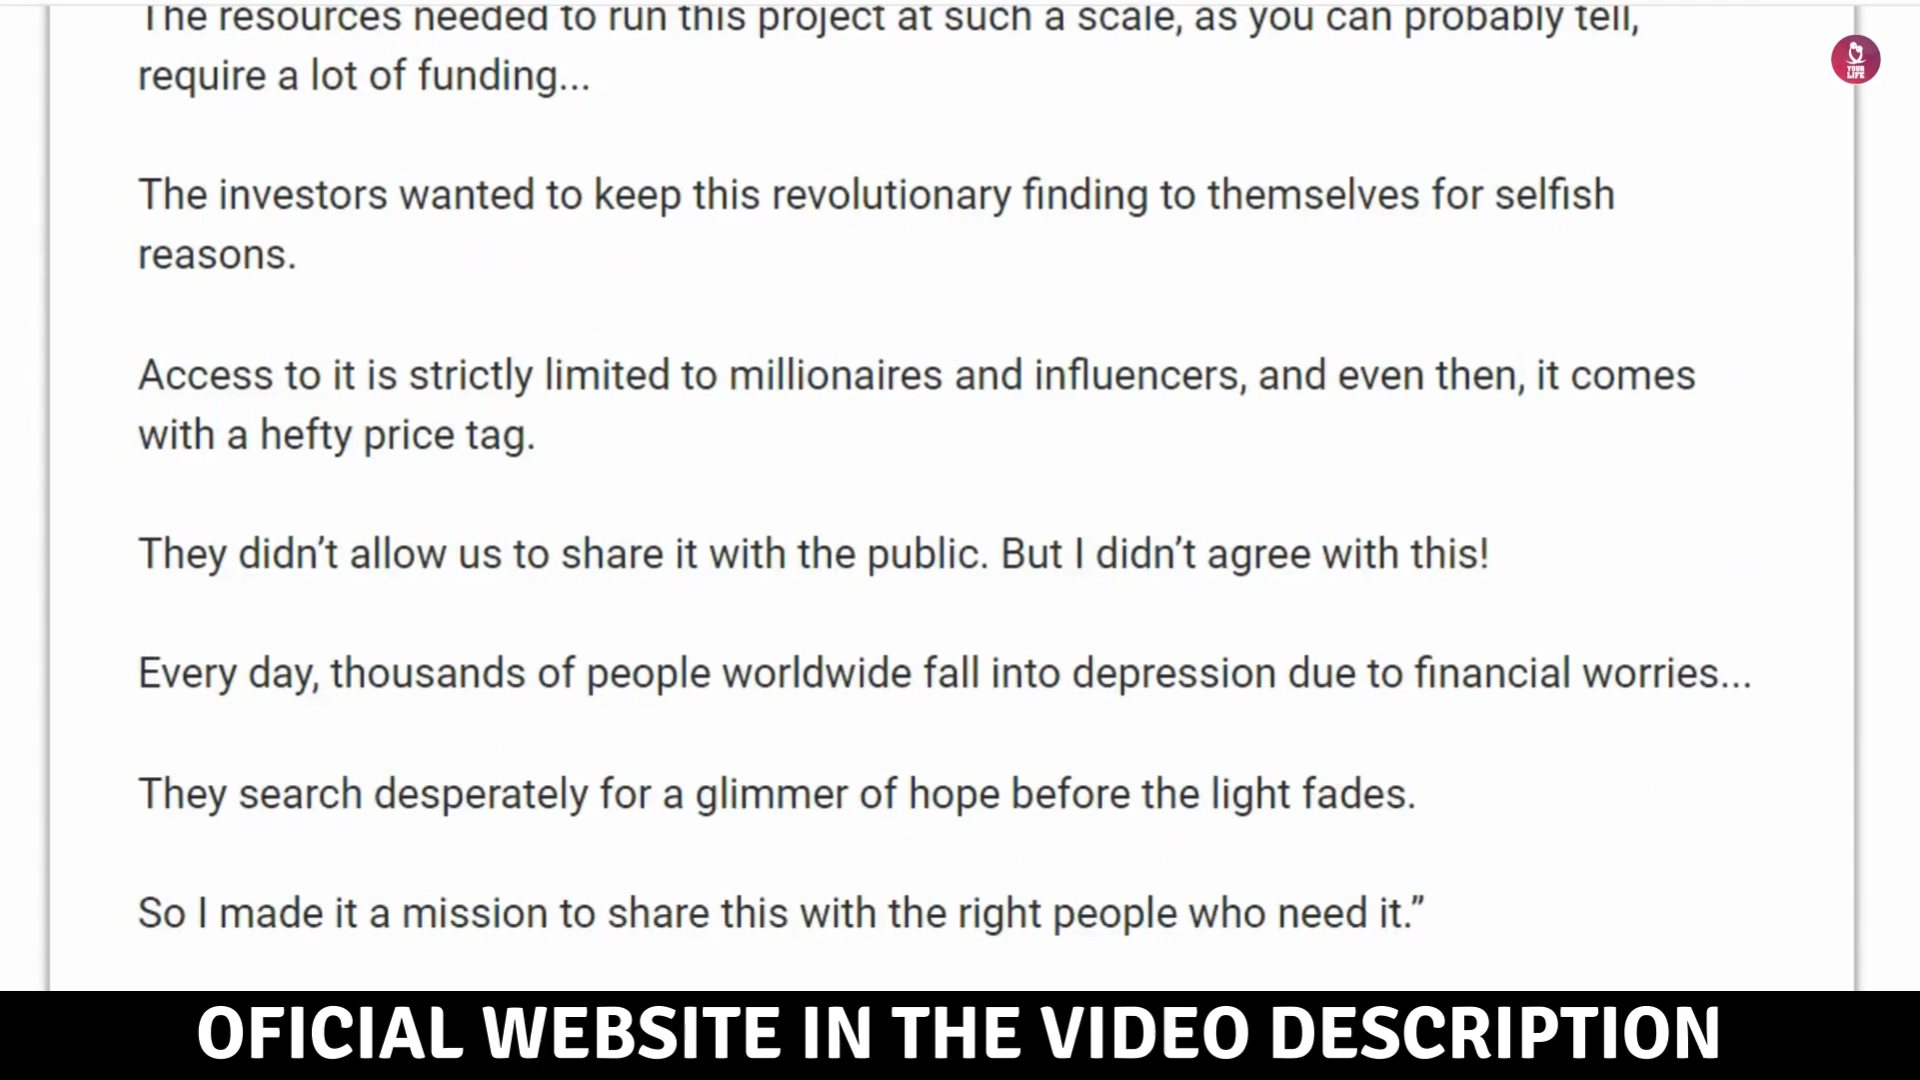 The resources needed to run this project at such a scale, as you can probably tell,
require a lot of funding...
The investors wanted to keep this revolutionary finding to themselves for selfish
reasons.
Access to it is strictly limited to millionaires and influencers, and even then, it comes
with a hefty price tag.
They didn’t allow us to share it with the public. But I didn’t agree with this!
Every day, thousands of people worldwide fall into depression due to financial worries...
They search desperately for a glimmer of hope before the light fades.
So I made it a mission to share this with the right people who need it.”
YOUR
LIFE
OFICIAL WEBSITE IN THE VIDEO DESCRIPTION